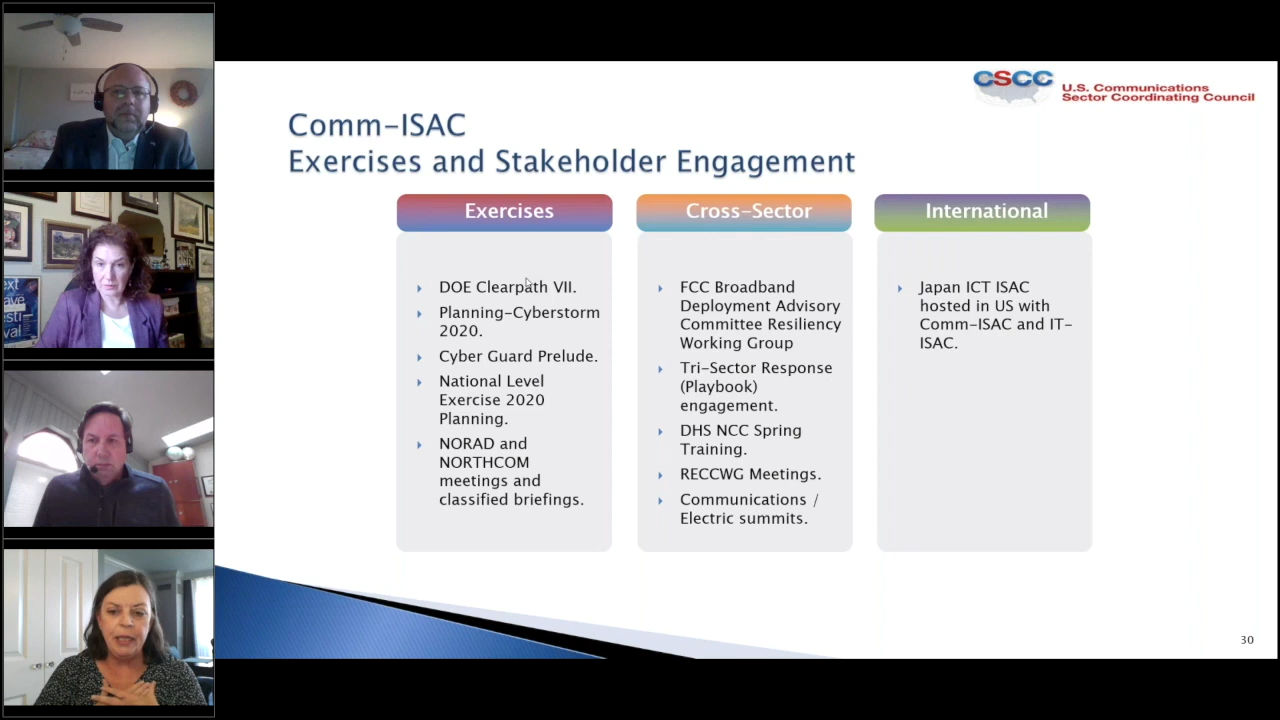 CSCC
U.S. Communications
Sector Coordinating Council
Comm-ISAC
Exercises and Stakeholder Engagement
Exercises
DOE Clearpath VII.
Planning-Cyberstorm
2020.
Cyber Guard Prelude.
National Level
Exercise 2020
Planning.
NORAD and
NORTHCOM
meetings and
classified briefings.
Cross-Sector
FCC Broadband
Deployment Advisory
Committee Resiliency
Working Group
Tri-Sector Response
(Playbook)
engagement.
DHS NCC Spring
Training.
RECCWG Meetings.
Communications /
Electric summits.
International
Japan ICT ISAC
hosted in US with
Comm-ISAC and IT-
ISAC.
30